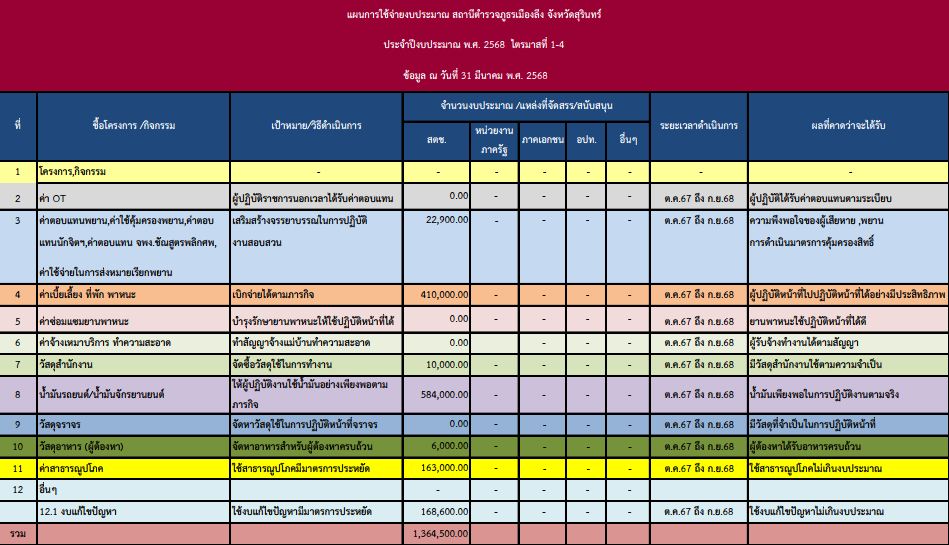 แผนการใช้จ่ายงบประมาณ สถานีตำรวจภูธรเมืองลีง จังหวัดสุรินทร์
ประจำปีงบประมาณ พ.ศ. 2568 ไตรมาสที่ 1-4
ข้อมูล ณ วันที่ 31 มีนาคม พ.ศ. 2568
ที่ ชื่อโครงการ /กิจกรรม เป้าหมาย/วิธีดำเนินการ จำนวนงบประมาณ /แหล่งที่จัดสรร/สนับสนุน ระยะเวลาดำเนินการ ผลที่คาดว่าจะได้รับ
สตช. หน่วยงาน ภาคเอกชน อปท. อื่นๆ
ภาครัฐ
1 โครงการ,กิจกรรม - - - - - - - -
2 ค่า OT ผู้ปฏิบัติราชการนอกเวลาได้รับค่าตอบแทน 0.00 - - - - ต.ค.67 ถึง ก.ย.68 ผู้ปฏิบัติได้รับค่าตอบแทนตามระเบียบ
3 ค่าตอบแทนพยาน,ค่าใช้คุ้มครองพยาน,ค่าตอบ เสริมสร้างจรรยาบรรณในการปฏิบัติ 22,900.00 - - - - ต.ค.67 ถึง ก.ย.68 ความพึงพอใจของผู้เสียหาย ,พยาน
แทนนักจิตฯ,ค่าตอบแทน จพง.ชัณสูตรพลิกศพ, งานสอบสวน การดำเนินมาตรการคุ้มครองสิทธิ์
ค่าใช้จ่ายในการส่งหมายเรียกพยาน
4 ค่าเบี้ยเลี้ยง ที่พัก พาหนะ เบิกจ่ายได้ตามภารกิจ 410,000.00 - - - - ต.ค.67 ถึง ก.ย.68 ผู้ปฏิบัติหน้าที่ไปปฏิบัติหน้าที่ได้อย่างมีประสิทธิภาพ
5 ค่าซ่อมแซมยานพาหนะ บำรุงรักษายานพาหนะให้ใช้ปฏิบัติหน้าที่ได้ 0.00 - - - - ต.ค.67 ถึง ก.ย.68 ยานพาหนะใช้ปฏิบัติหน้าที่ได้ดี
6 ค่าจ้างเหมาบริการ ทำความสะอาด ทำสัญญาจ้างแม่บ้านทำความสะอาด 0.00 - - - - ต.ค.67 ถึง ก.ย.68 ผู้รับจ้างทำงานได้ตามสัญญา
7 วัสดุสำนักงาน จัดซื้อวัสดุใช้ในการทำงาน 10,000.00 - - - - ต.ค.67 ถึง ก.ย.68 มีวัสดุสำนักงานใช้ตามความจำเป็น
8 น้ำมันรถยนต์/น้ำมันจักรยานยนต์ ให้ผู้ปฏิบัติงานใช้น้ำมันอย่างเพียงพอตาม 584,000.00 - - - - ต.ค.67 ถึง ก.ย.68 น้ำมันเพียงพอในการปฏิบัติงานตามจริง
ภารกิจ
9 วัสดุจราจร จัดหาวัสดุใช้ในการปฏิบัติหน้าที่จราจร 0.00 - - - - ต.ค.67 ถึง ก.ย.68 มีวัสดุที่จำเป็นในการปฏิบัติหน้าที่
10 วัสดุอาหาร (ผู้ต้องหา) จัดหาอาหารสำหรับผู้ต้องหาครบถ้วน 6,000.00 - - - - ต.ค.67 ถึง ก.ย.68 ผู้ต้องหาได้รับอาหารครบถ้วน
11 ค่าสาธารณูปโภค ใช้สาธารณูปโภคมีมาตรการประหยัด 163,000.00 - - - - ต.ค.67 ถึง ก.ย.68 ใช้สาธารณูปโภคไม่เกินงบประมาณ
12 อื่นๆ - - - - -
12.1 งบแก้ไขปัญหา ใช้งบแก้ไขปัญหามีมาตรการประหยัด 168,600.00 - - - - ต.ค.67 ถึง ก.ย.68 ใช้งบแก้ไขปัญหาไม่เกินงบประมาณ
รวม 1,364,500.00